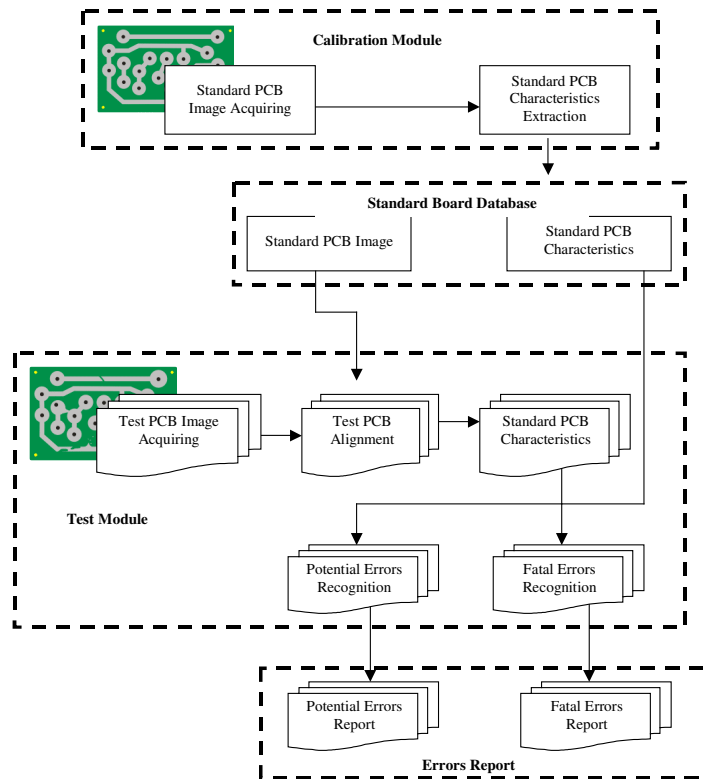 Calibration Module
Standard PCB
Image Acquiring
Standard PCB
Characteristics
Extraction
Standard Board Database
Standard PCB Image
Standard PCB
Characteristics
Test PCB Image
Acquiring
Test PCB
Alignment
Standard PCB
Characteristics
Test Module
Potential Errors
Recognition
Fatal Errors
Recognition
Potential Errors
Report
Fatal Errors
Report
Errors Report